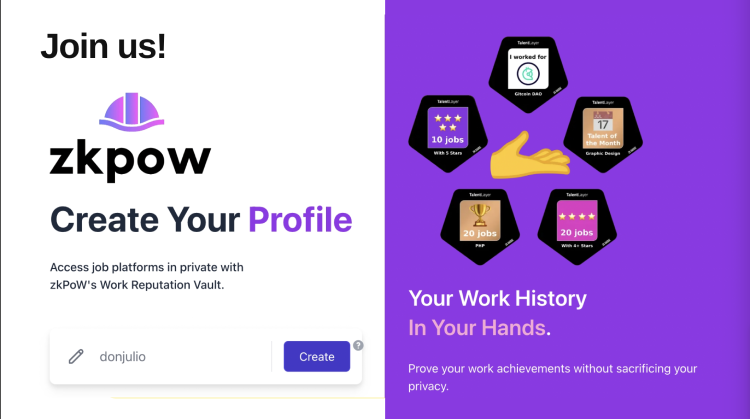 Join us!
zkpow
Create Your Profile
Access job platforms in private with
zkPoW's Work Reputation Vault.
donjulio
Create
?
TalentLayer
I worked for
Gitcoin DAO
TalentLayer
10 jobs
With 5 Stars
TalentLayer
17
Talent of
the Month
Graphic Design
TalentLayer
20 jobs
PHP
TalentLayer
20 jobs
With 4+ Stars
Your Work History
In Your Hands.
Prove your work achievements without sacrificing your
privacy.